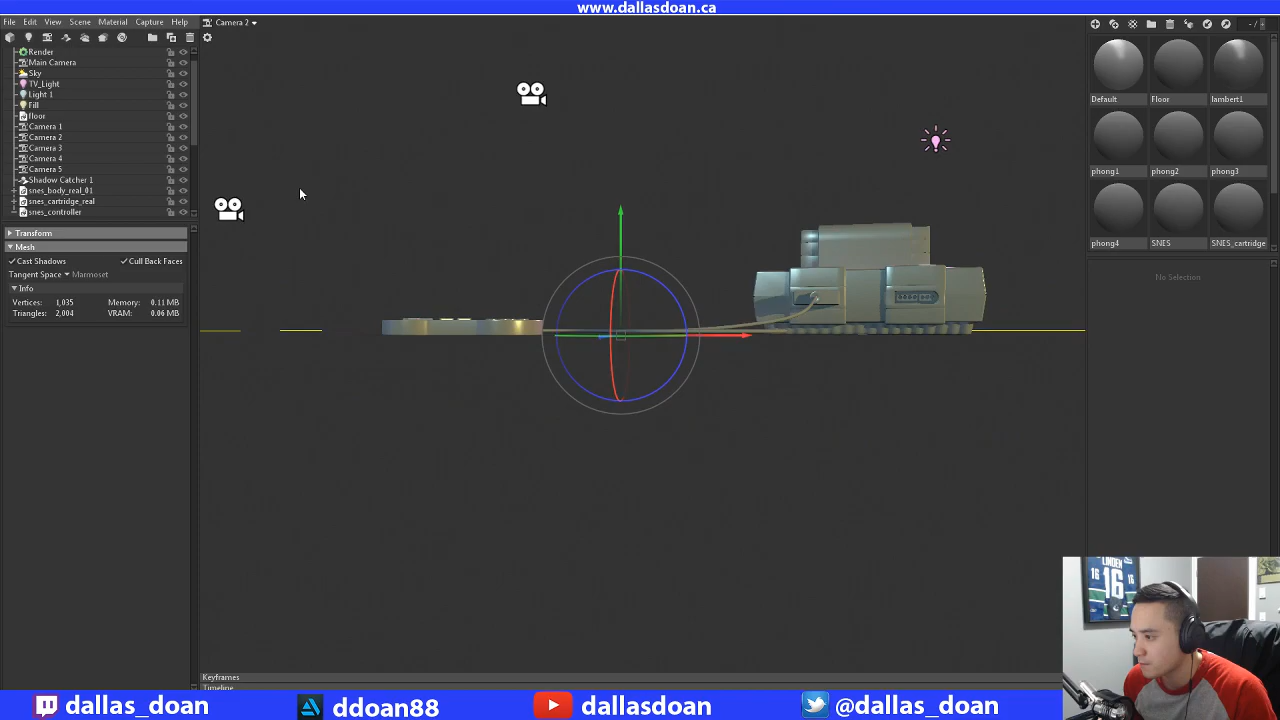 www.dallasdoan.ca
File Edit View Scene Material Capture Help
Camera 2
Render
Main Camera
Sky
TV_Light
Light 1
Fill
floor
Camera 1
Camera 2
Camera 3
Camera 4
Camera 5
Shadow Catcher 1
snes_body_real_01
snes_cartridge_real
snes_controller
Transform
Mesh
Cast Shadows Cull Back Faces
Tangent Space Marmoset
Info
Vertices: 1,035 Memory: 0.11 MB
Triangles: 2,004 VRAM: 0.06 MB
Default Floor lambert1
phong1 phong2 phong3
phong4 SNES SNES_cartridge
No Selection
LINDEN
16 16 16
Keyframes
Timeline
dallas_doan ddoan88 dallasdoan @dallas_doan